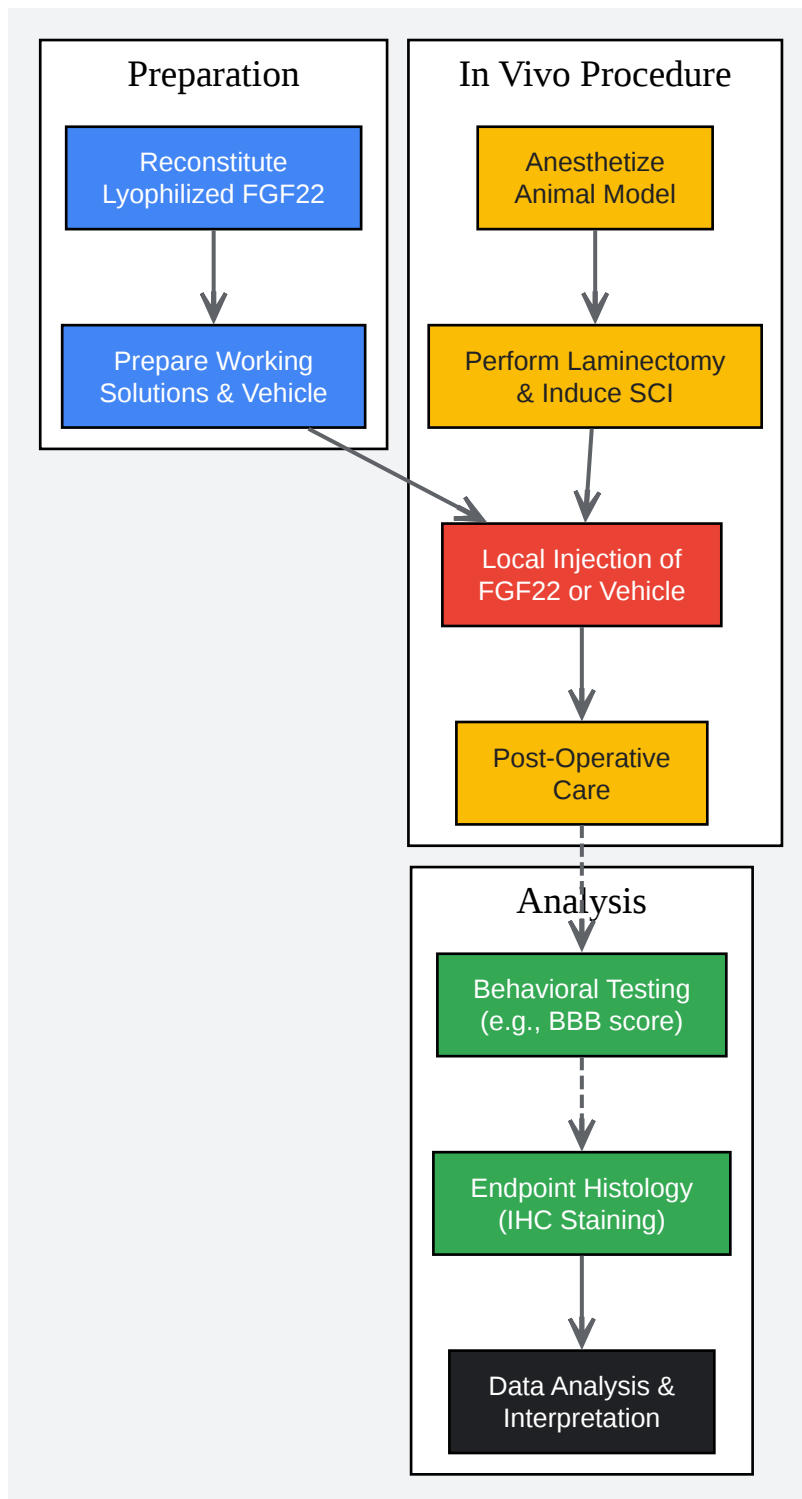 Preparation
Reconstitute
Lyophilized FGF22
Prepare Working
Solutions & Vehicle
In Vivo Procedure
Anesthetize
Animal Model
Perform Laminectomy
& Induce SCI
Local Injection of
FGF22 or Vehicle
Post-Operative
Care
Analysis
Behavioral Testing
(e.g., BBB score)
Endpoint Histology
(IHC Staining)
Data Analysis &
Interpretation